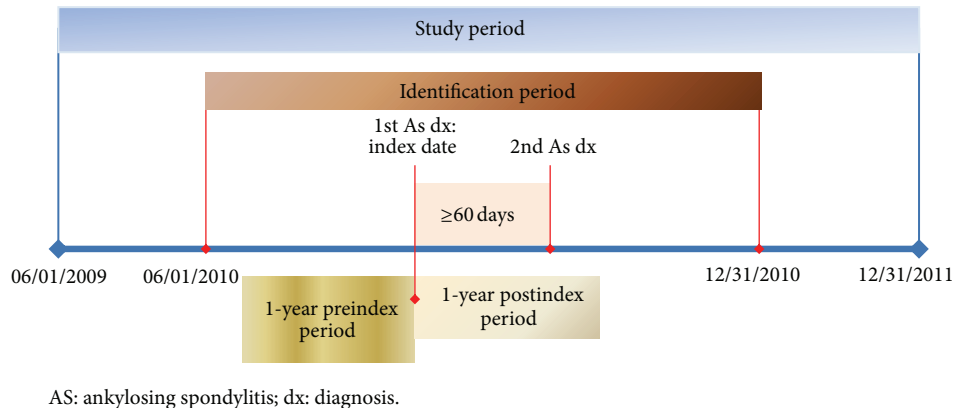 Study period
Identification period
1st As dx:
index date
2nd As dx
≥60 days
06/01/2009
06/01/2010
12/31/2010
12/31/2011
1-year preindex
period
1-year postindex
period
AS: ankylosing spondylitis; dx: diagnosis.